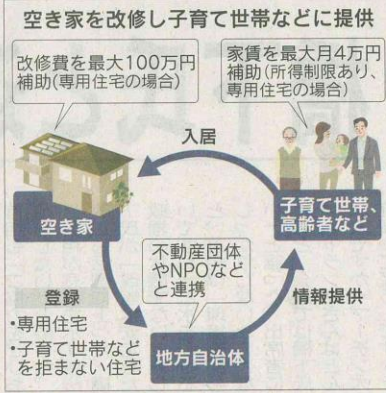 空き家を改修し子育て世帯などに提供
改修費を最大100万円
補助(専用住宅の場合)
家賃を最大月4万円
補助(所得制限あり、
専用住宅の場合)
入居
空き家
子育て世帯、
高齢者など
不動産団体
やNPOなど
と連携
登録
•専用住宅
•子育て世帯など
を拒まない住宅
地方自治体
情報提供